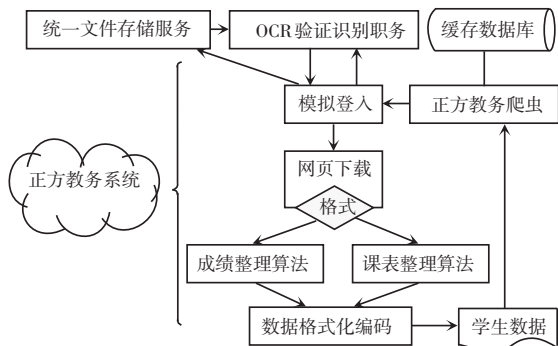 统一文件存储服务
OCR验证识别职务
缓存数据库
模拟登入
正方教务爬虫
网页下载
正方教务系统
格式
成绩整理算法
课表整理算法
数据格式化编码
学生数据